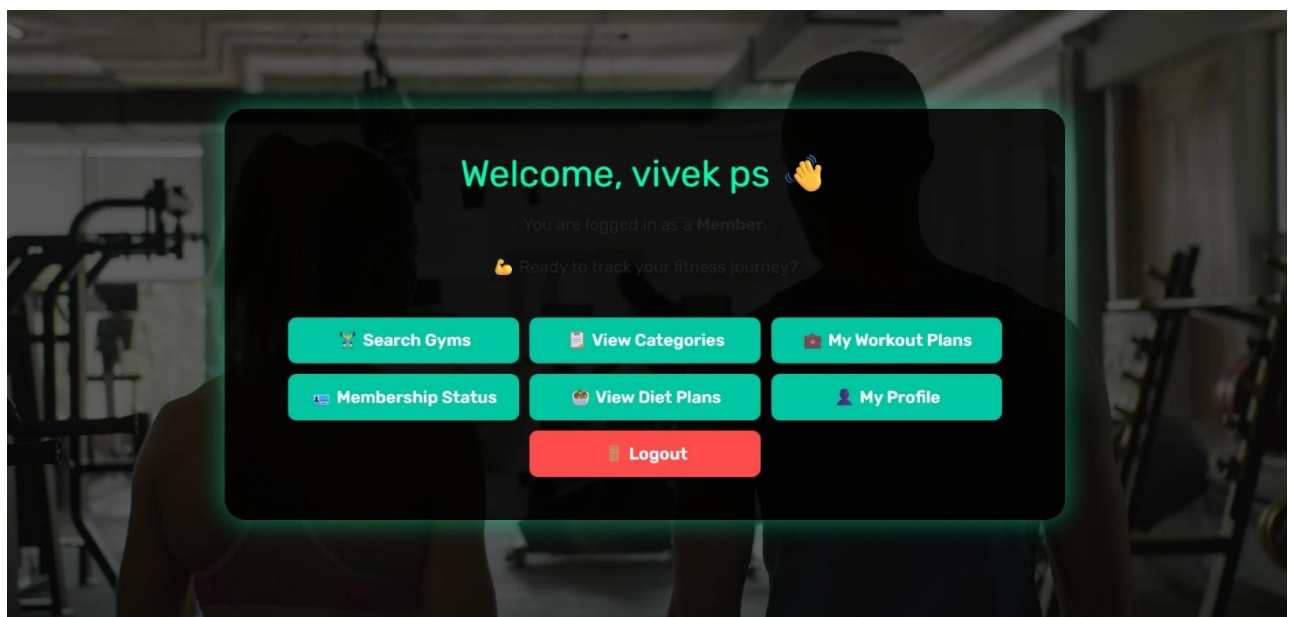 Welcome, vivek ps 👋
You are logged in as a Member.
💪 Ready to track your fitness journey?
🏋️ Search Gyms
📋 View Categories
💼 My Workout Plans
🪪 Membership Status
🥗 View Diet Plans
👤 My Profile
🚪 Logout